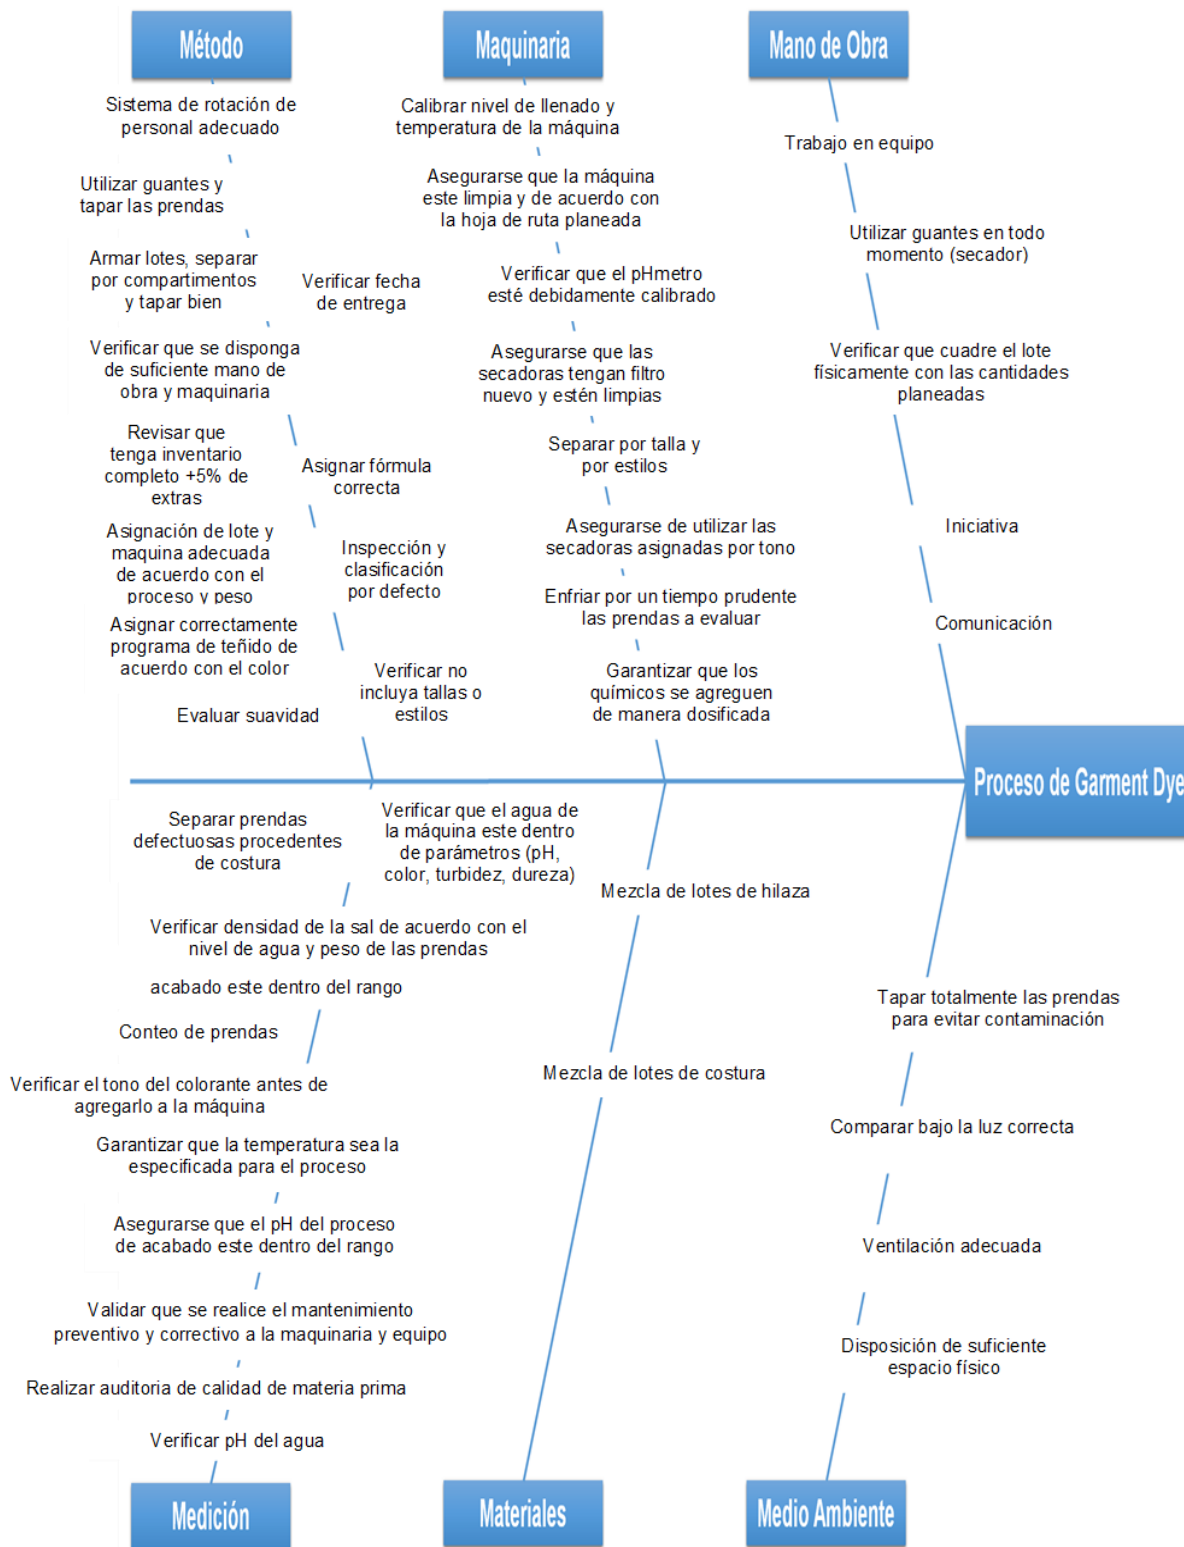 Método
Maquinaria
Mano de Obra
Sistema de rotación de
personal adecuado
Utilizar guantes y
tapar las prendas
Armar lotes, separar
por compartimentos
y tapar bien
Verificar fecha
de entrega
Verificar que se disponga
de suficiente mano de
obra y maquinaria
Revisar que
tenga inventario
completo +5% de
extras
Asignar fórmula
correcta
Asignación de lote y
maquina adecuada
de acuerdo con el
proceso y peso
Inspección y
clasificación
por defecto
Asignar correctamente
programa de teñido de
acuerdo con el color
Verificar no
incluya tallas o
estilos
Evaluar suavidad
Calibrar nivel de llenado y
temperatura de la máquina
Asegurarse que la máquina
este limpia y de acuerdo con
la hoja de ruta planeada
Verificar que el pHmetro
esté debidamente calibrado
Asegurarse que las
secadoras tengan filtro
nuevo y estén limpias
Separar por talla y
por estilos
Asegurarse de utilizar las
secadoras asignadas por tono
Enfriar por un tiempo prudente
las prendas a evaluar
Garantizar que los
químicos se agreguen
de manera dosificada
Trabajo en equipo
Utilizar guantes en todo
momento (secador)
Verificar que cuadre el lote
físicamente con las cantidades
planeadas
Iniciativa
Comunicación
Proceso de Garment Dye
Separar prendas
defectuosas procedentes
de costura
Verificar que el agua de
la máquina este dentro
de parámetros (pH,
color, turbidez, dureza)
Verificar densidad de la sal de acuerdo con el
nivel de agua y peso de las prendas
acabado este dentro del rango
Conteo de prendas
Verificar el tono del colorante antes de
agregarlo a la máquina
Garantizar que la temperatura sea la
especificada para el proceso
Asegurarse que el pH del proceso
de acabado este dentro del rango
Validar que se realice el mantenimiento
preventivo y correctivo a la maquinaria y equipo
Realizar auditoria de calidad de materia prima
Verificar pH del agua
Mezcla de lotes de hilaza
Mezcla de lotes de costura
Tapar totalmente las prendas
para evitar contaminación
Comparar bajo la luz correcta
Ventilación adecuada
Disposición de suficiente
espacio físico
Medición
Materiales
Medio Ambiente